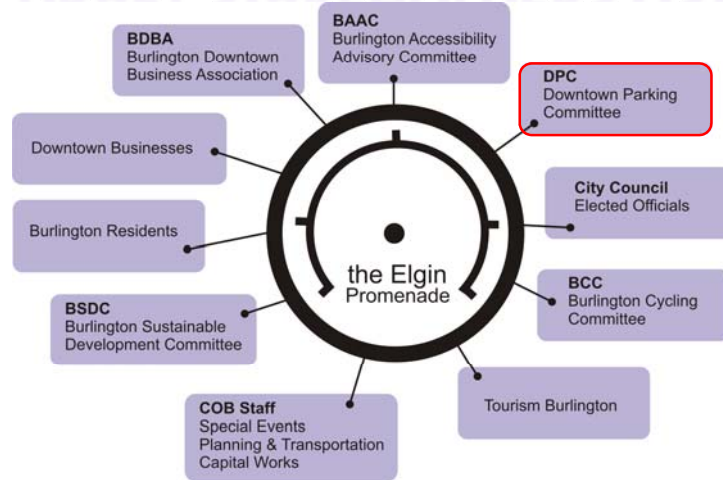 BAAC
Burlington Accessibility
Advisory Committee
BDBA
Burlington Downtown
Business Association
DPC
Downtown Parking
Committee
Downtown Businesses
City Council
Elected Officials
Burlington Residents
the Elgin
Promenade
BCC
Burlington Cycling
Committee
BSDC
Burlington Sustainable
Development Committee
Tourism Burlington
COB Staff
Special Events
Planning & Transportation
Capital Works